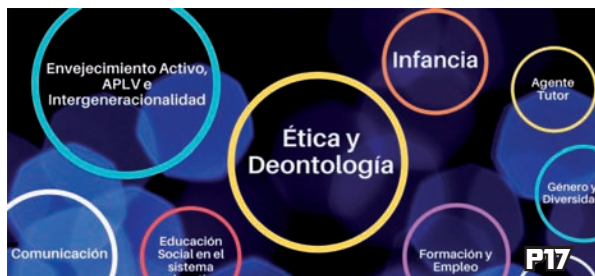 Envejecimiento Activo,
APLV e
Intergeneracionalidad
Infancia
Agente
Tutor
Ética y
Deontología
Género y
Diversidad
Comunicación
Educación
Social en el
sistema
Formación y
Empleo
P17